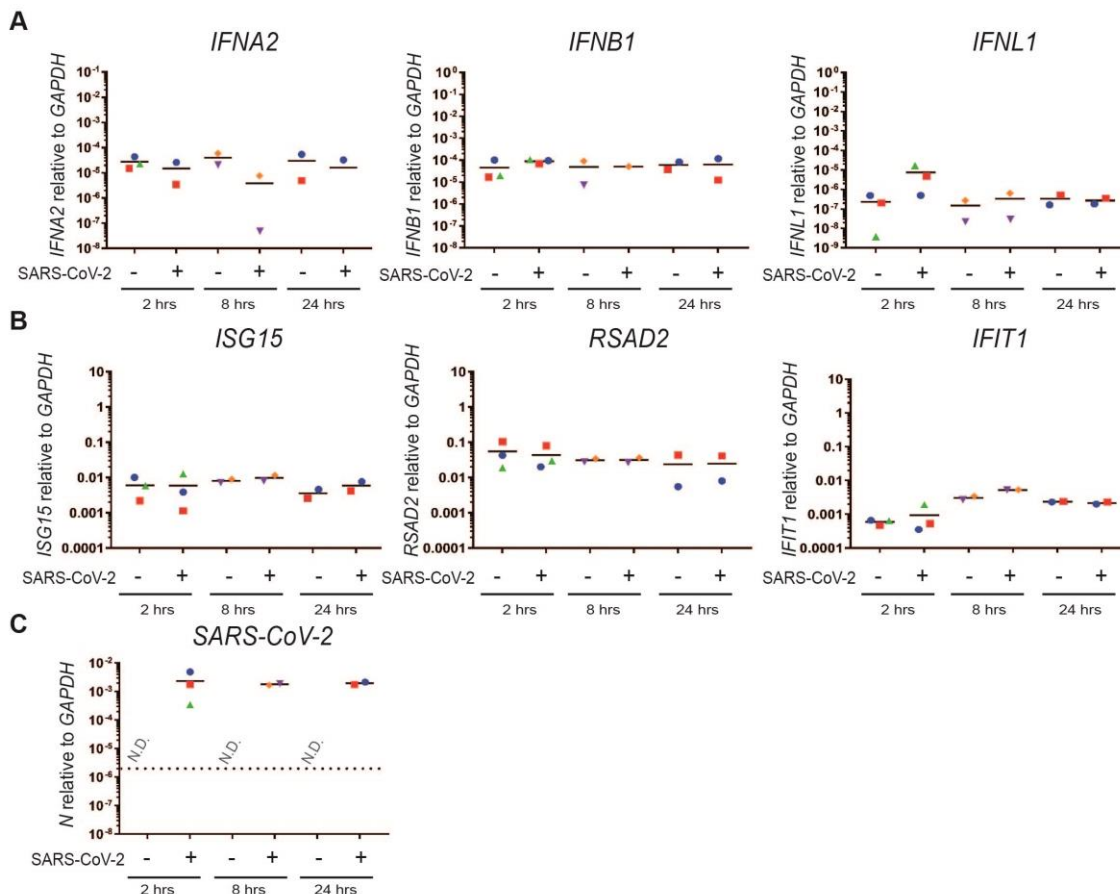 A
IFNA2
IFNB1
IFNL1
IFNA2 relative to GAPDH
10⁻¹
10⁻²
10⁻³
10⁻⁴
10⁻⁵
10⁻⁶
10⁻⁷
10⁻⁸
IFNB1 relative to GAPDH
10⁰
10⁻¹
10⁻²
10⁻³
10⁻⁴
10⁻⁵
10⁻⁶
10⁻⁷
10⁻⁸
IFNL1 relative to GAPDH
10⁰
10⁻¹
10⁻²
10⁻³
10⁻⁴
10⁻⁵
10⁻⁶
10⁻⁷
10⁻⁸
10⁻⁹
SARS-CoV-2 - + - + - +
2 hrs 8 hrs 24 hrs
SARS-CoV-2 - + - + - +
2 hrs 8 hrs 24 hrs
SARS-CoV-2 - + - + - +
2 hrs 8 hrs 24 hrs
B
ISG15
RSAD2
IFIT1
ISG15 relative to GAPDH
10
1
0.1
0.01
0.001
0.0001
RSAD2 relative to GAPDH
10
1
0.1
0.01
0.001
0.0001
IFIT1 relative to GAPDH
10
1
0.1
0.01
0.001
0.0001
SARS-CoV-2 - + - + - +
2 hrs 8 hrs 24 hrs
SARS-CoV-2 - + - + - +
2 hrs 8 hrs 24 hrs
SARS-CoV-2 - + - + - +
2 hrs 8 hrs 24 hrs
C
SARS-CoV-2
N relative to GAPDH
10⁻²
10⁻³
10⁻⁴
10⁻⁵
10⁻⁶
10⁻⁷
10⁻⁸
N.D. N.D. N.D.
SARS-CoV-2 - + - + - +
2 hrs 8 hrs 24 hrs